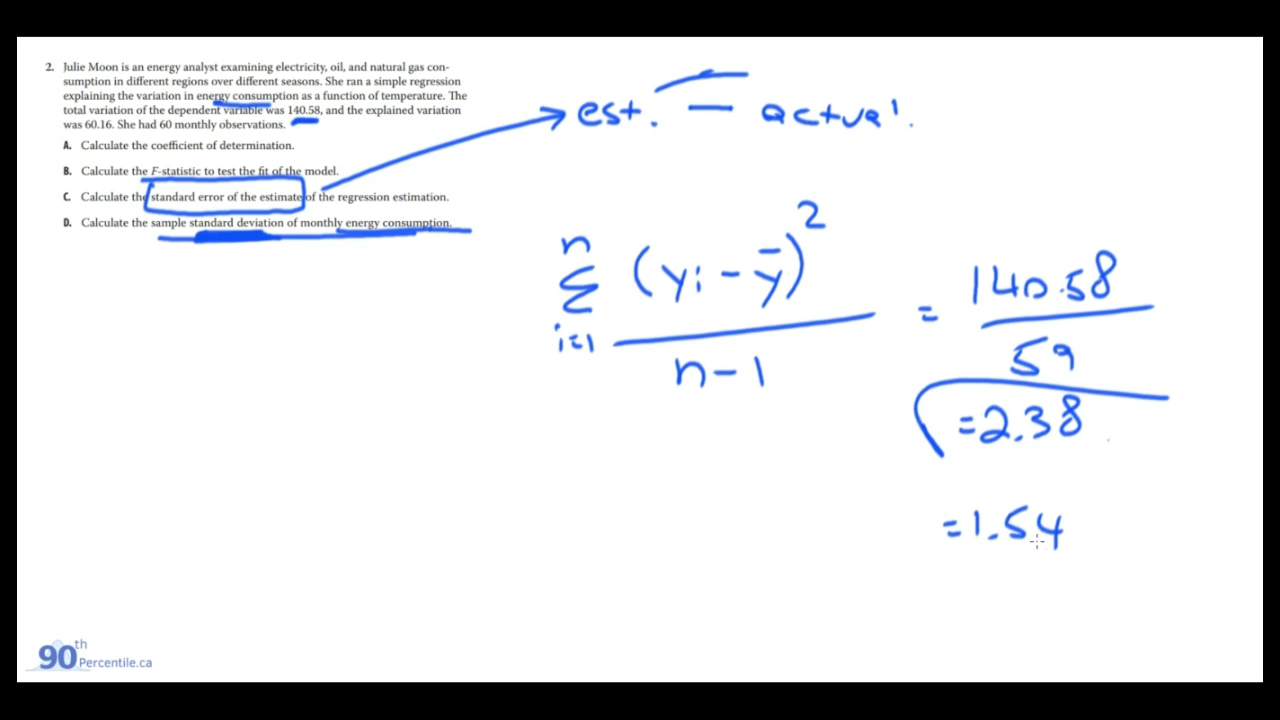 2. Julie Moon is an energy analyst examining electricity, oil, and natural gas con-
sumption in different regions over different seasons. She ran a simple regression
explaining the variation in energy consumption as a function of temperature. The
total variation of the dependent variable was 140.58, and the explained variation
was 60.16. She had 60 monthly observations.
A. Calculate the coefficient of determination.
B. Calculate the F-statistic to test the fit of the model.
C. Calculate the standard error of the estimate of the regression estimation.
D. Calculate the sample standard deviation of monthly energy consumption.
est. — actual.
n
Σ (yi - ȳ)²
i=1
n-1
= 140.58
59
√=2.38
=1.54
90th
Percentile.ca